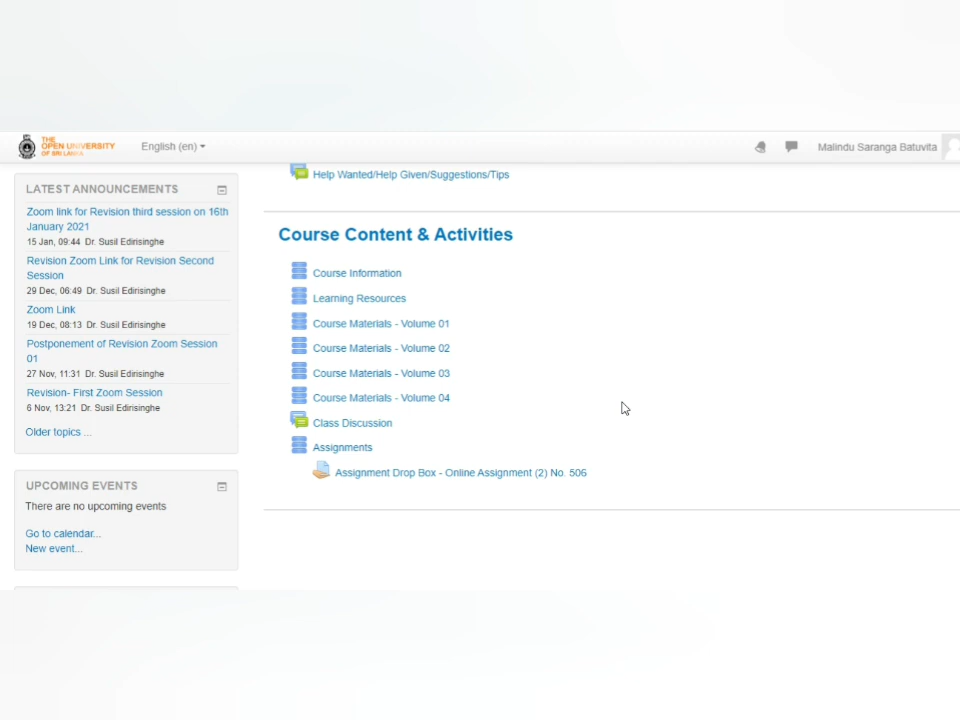 THE
OPEN UNIVERSITY
OF SRI LANKA
English (en)
Malindu Saranga Batuvita
LATEST ANNOUNCEMENTS
Zoom link for Revision third session on 16th
January 2021
15 Jan, 09:44 Dr. Susil Edirisinghe
Revision Zoom Link for Revision Second
Session
29 Dec, 06:49 Dr. Susil Edirisinghe
Zoom Link
19 Dec, 08:13 Dr. Susil Edirisinghe
Postponement of Revision Zoom Session
01
27 Nov, 11:31 Dr. Susil Edirisinghe
Revision- First Zoom Session
6 Nov, 13:21 Dr. Susil Edirisinghe
Older topics ...
UPCOMING EVENTS
There are no upcoming events
Go to calendar...
New event...
Help Wanted/Help Given/Suggestions/Tips
Course Content & Activities
Course Information
Learning Resources
Course Materials - Volume 01
Course Materials - Volume 02
Course Materials - Volume 03
Course Materials - Volume 04
Class Discussion
Assignments
Assignment Drop Box - Online Assignment (2) No. 506